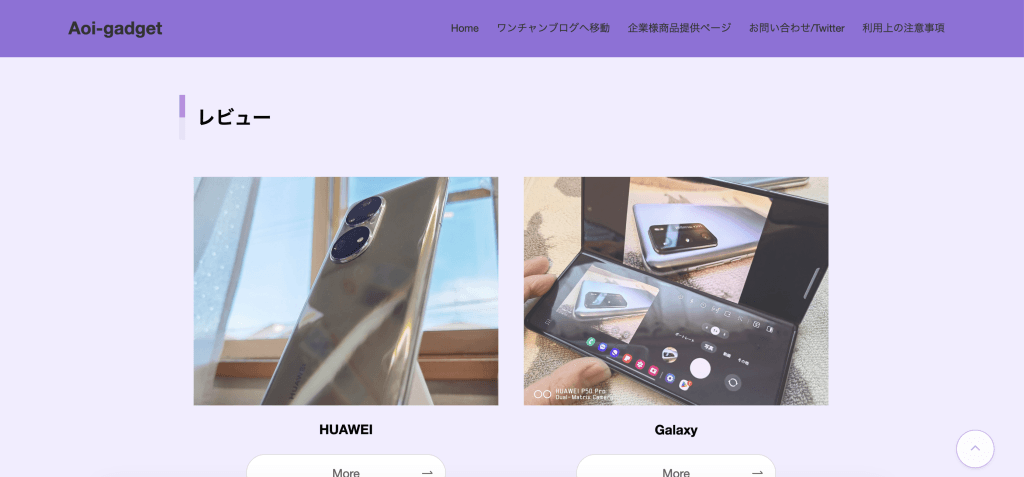 Aoi-gadget
Home ワンチャンブログへ移動 企業様商品提供ページ お問い合わせ/Twitter 利用上の注意事項
レビュー
HUAWEI
HUAWEI P50 Pro
Dual-Matrix Camera
HUAWEI
Galaxy
More
More